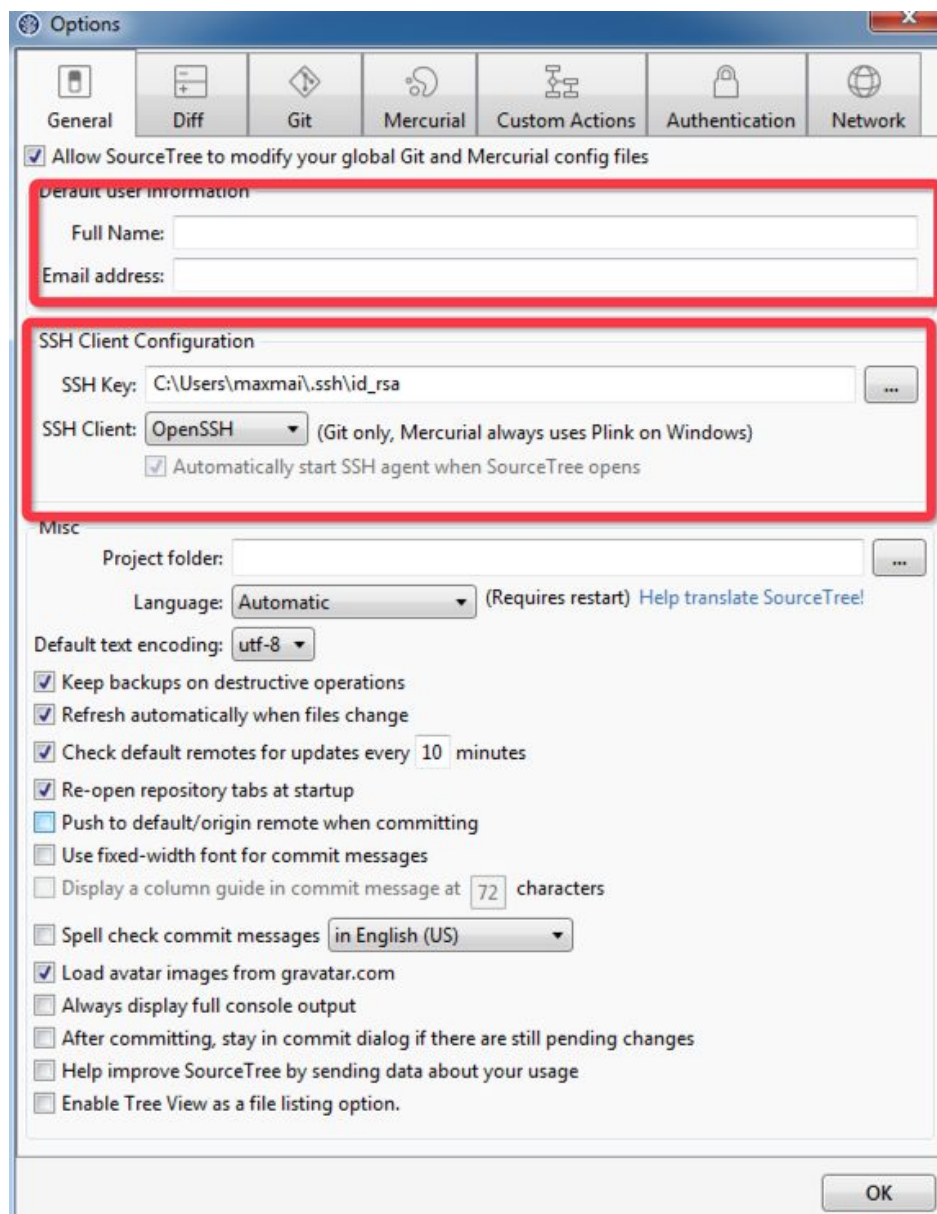 Options
General Diff Git Mercurial Custom Actions Authentication Network
Allow SourceTree to modify your global Git and Mercurial config files
Default user information
Full Name:
Email address:
SSH Client Configuration
SSH Key: C:\Users\maxmai\.ssh\id_rsa ...
SSH Client: OpenSSH (Git only, Mercurial always uses Plink on Windows)
Automatically start SSH agent when SourceTree opens
Misc
Project folder: ...
Language: Automatic (Requires restart) Help translate SourceTree!
Default text encoding: utf-8
Keep backups on destructive operations
Refresh automatically when files change
Check default remotes for updates every 10 minutes
Re-open repository tabs at startup
Push to default/origin remote when committing
Use fixed-width font for commit messages
Display a column guide in commit message at 72 characters
Spell check commit messages in English (US)
Load avatar images from gravatar.com
Always display full console output
After committing, stay in commit dialog if there are still pending changes
Help improve SourceTree by sending data about your usage
Enable Tree View as a file listing option.
OK